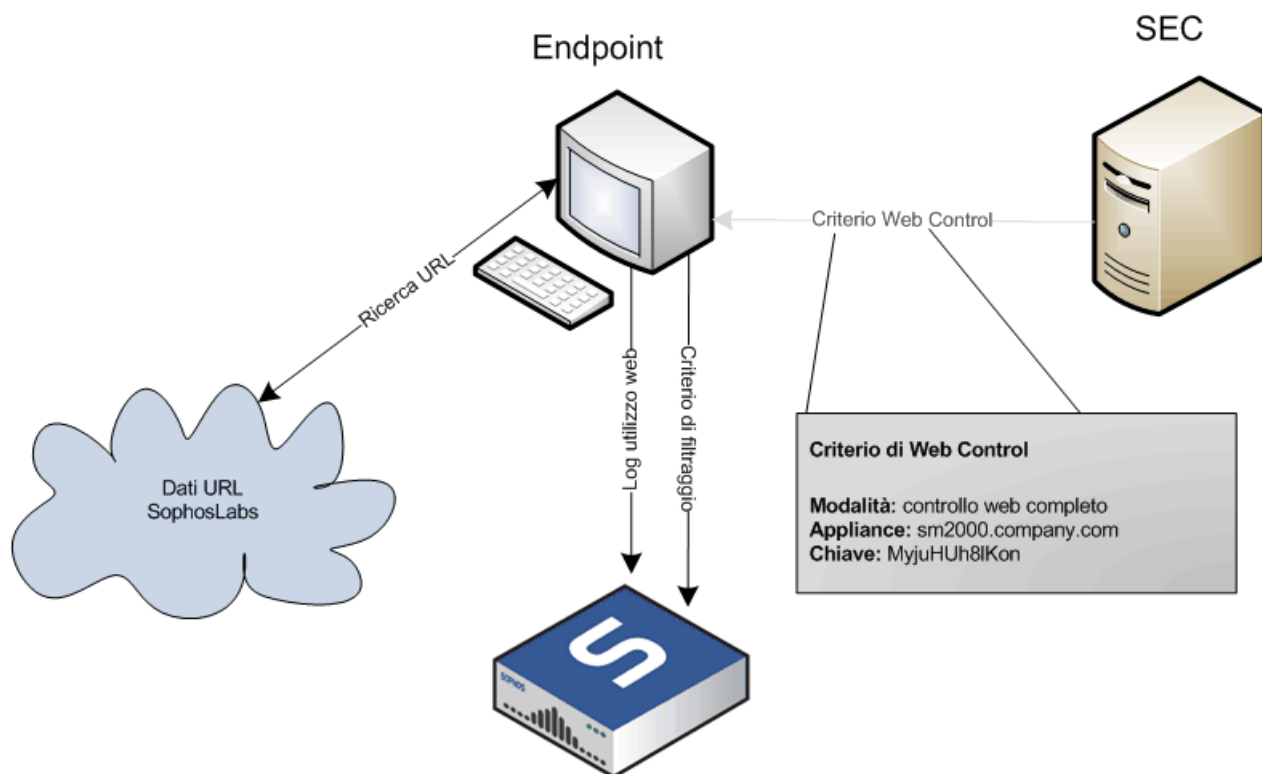 Endpoint
SEC
Criterio Web Control
Ricerca URL
Log utilizzo web
Criterio di filtraggio
Dati URL
SophosLabs
Criterio di Web Control
Modalità: controllo web completo
Appliance: sm2000.company.com
Chiave: MyjuHUh8lKon
S
SOPHOS